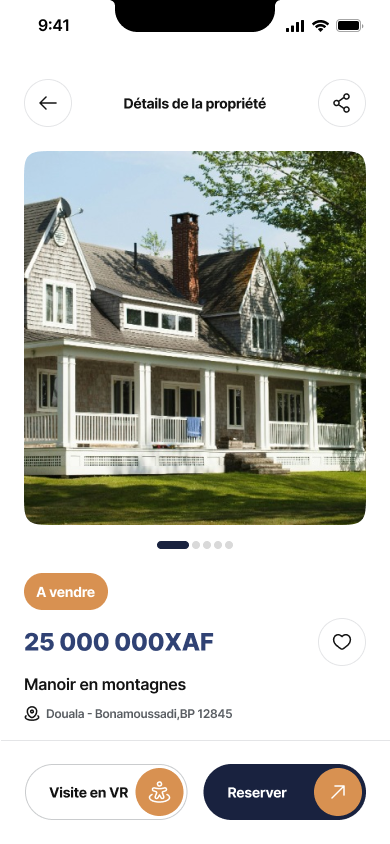 9:41
Détails de la propriété
A vendre
25 000 000XAF
Manoir en montagnes
Douala - Bonamoussadi,BP 12845
Visite en VR
Reserver